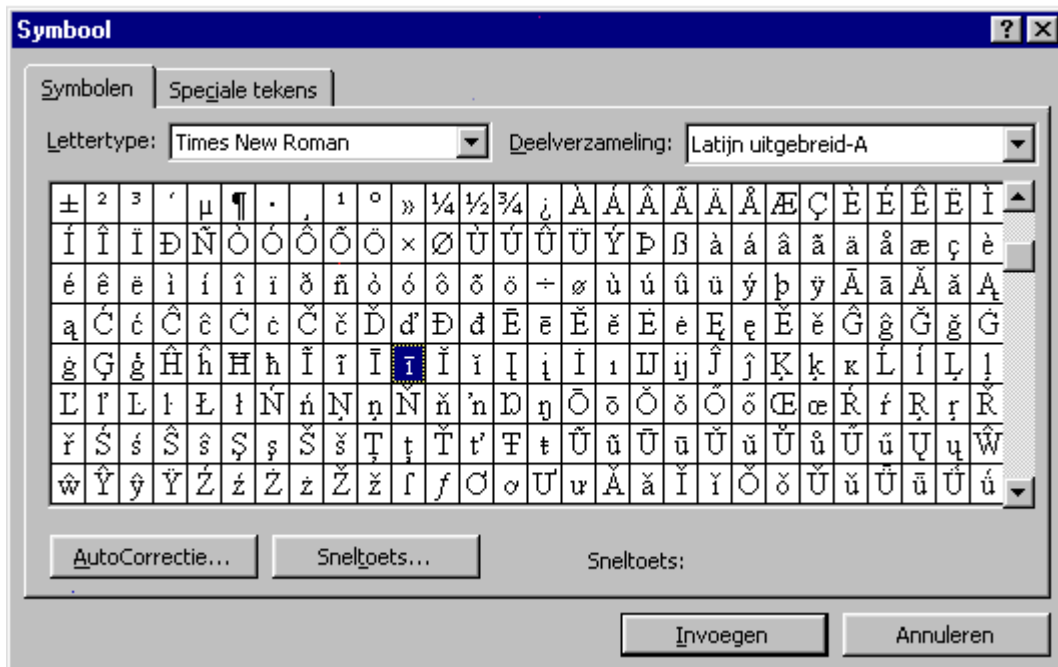 Symbool
Symbolen Speciale tekens
Lettertype: Times New Roman Deelverzameling: Latijn uitgebreid-A
± ² ³ ´ µ ¶ · ¸ ¹ º » ¼ ½ ¾ ¿ À Á Â Ã Ä Å Æ Ç È É Ê Ë Ì
Í Î Ï Ð Ñ Ò Ó Ô Õ Ö × Ø Ù Ú Û Ü Ý Þ ß à á â ã ä å æ ç è
é ê ë ì í î ï ð ñ ò ó ô õ ö ÷ ø ù ú û ü ý þ ÿ Ā ā Ă ă Ą
ą Ć ć Ĉ ĉ Ċ ċ Č č Ď ď Đ đ Ē ē Ĕ ĕ Ė ė Ę ę Ě ě Ĝ ĝ Ğ ğ Ġ
ġ Ģ ģ Ĥ ĥ Ħ ħ Ĩ ĩ Ī ī Ĭ ĭ Į į İ ı Ĳ ĳ Ĵ ĵ Ķ ķ ĸ Ĺ ĺ Ļ ļ
Ľ ľ Ŀ ŀ Ł ł Ń ń Ņ ņ Ň ň ŉ Ŋ ŋ Ō ō Ŏ ŏ Ő ő Œ œ Ŕ ŕ Ŗ ŗ Ř
ř Ś ś Ŝ ŝ Ş ş Š š Ţ ţ Ť ť Ŧ ŧ Ũ ũ Ū ū Ŭ ŭ Ů ů Ű ű Ų ų Ŵ
ŵ Ŷ ŷ Ÿ Ź ź Ż ż Ž ž ſ ƒ Ơ ơ Ư ư Ǎ ǎ Ǐ ǐ Ǒ ǒ Ǔ ǔ Ǖ ǖ Ǘ ǘ
AutoCorrectie... Sneltoets... Sneltoets:
Invoegen Annuleren